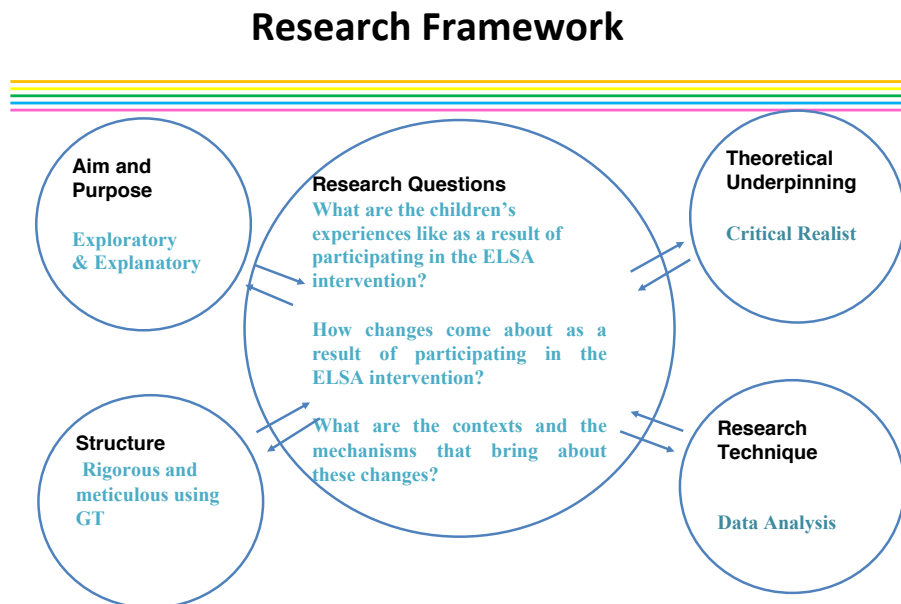 Research Framework
Aim and
Purpose
Exploratory
& Explanatory
Research Questions
What are the children’s
experiences like as a result of
participating in the ELSA
intervention?
How changes come about as a
result of participating in the
ELSA intervention?
What are the contexts and the
mechanisms that bring about
these changes?
Theoretical
Underpinning
Critical Realist
Structure
Rigorous and
meticulous using
GT
Research
Technique
Data Analysis